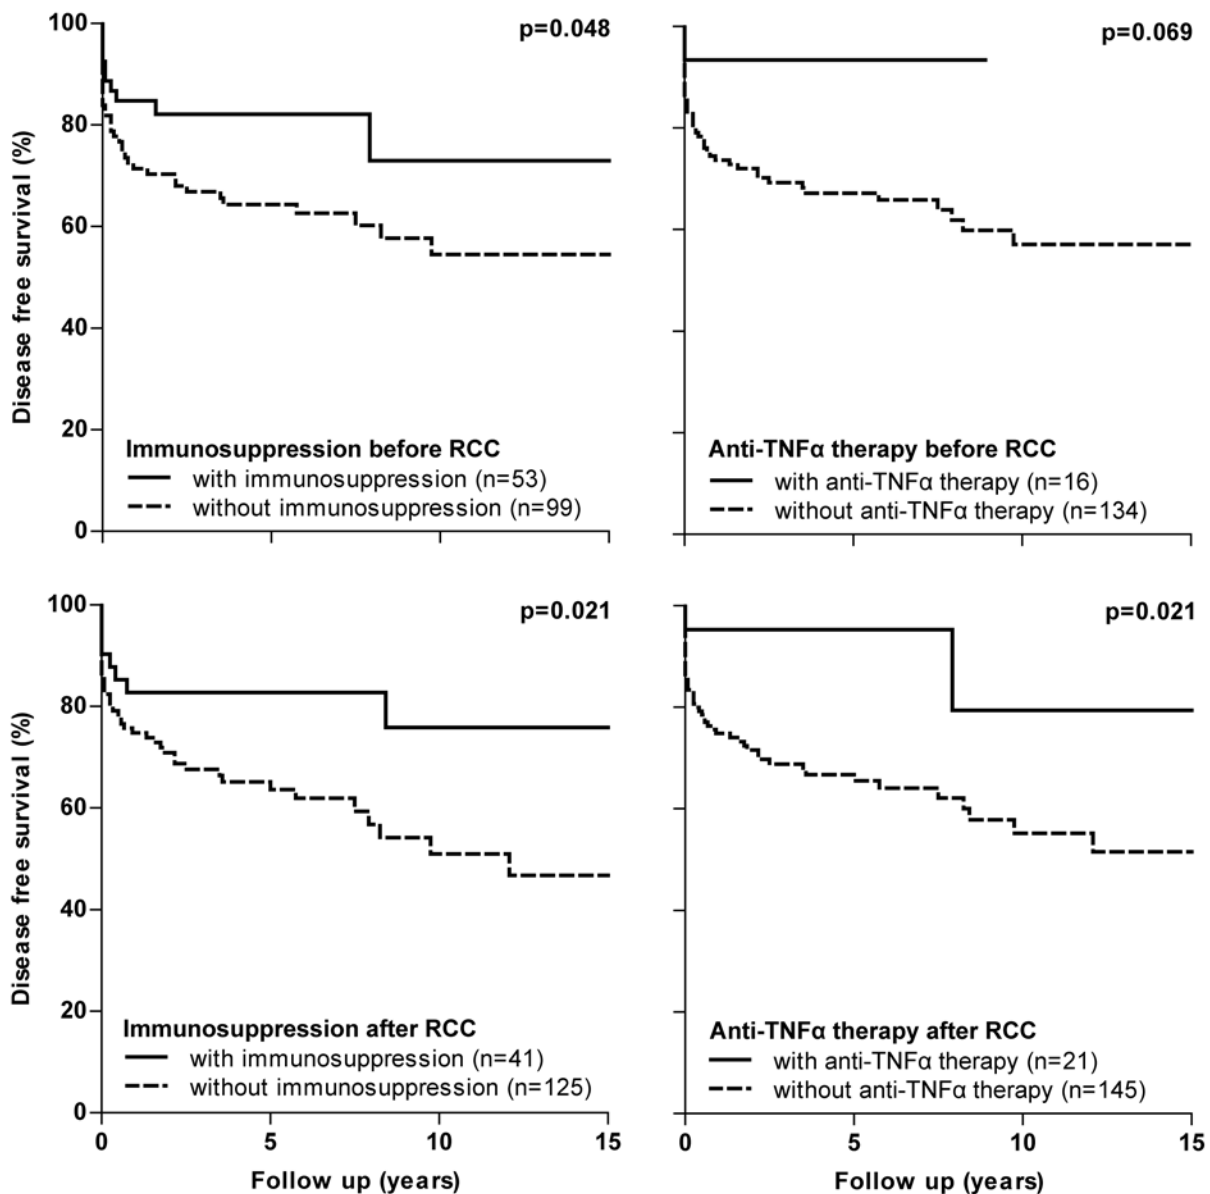 p=0.048
100
80
60
40
20
0
Disease free survival (%)
Immunosuppression before RCC
with immunosuppression (n=53)
without immunosuppression (n=99)
p=0.069
Anti-TNFα therapy before RCC
with anti-TNFα therapy (n=16)
without anti-TNFα therapy (n=134)
p=0.021
100
80
60
40
20
0
Disease free survival (%)
Immunosuppression after RCC
with immunosuppression (n=41)
without immunosuppression (n=125)
0 5 10 15
Follow up (years)
p=0.021
Anti-TNFα therapy after RCC
with anti-TNFα therapy (n=21)
without anti-TNFα therapy (n=145)
0 5 10 15
Follow up (years)